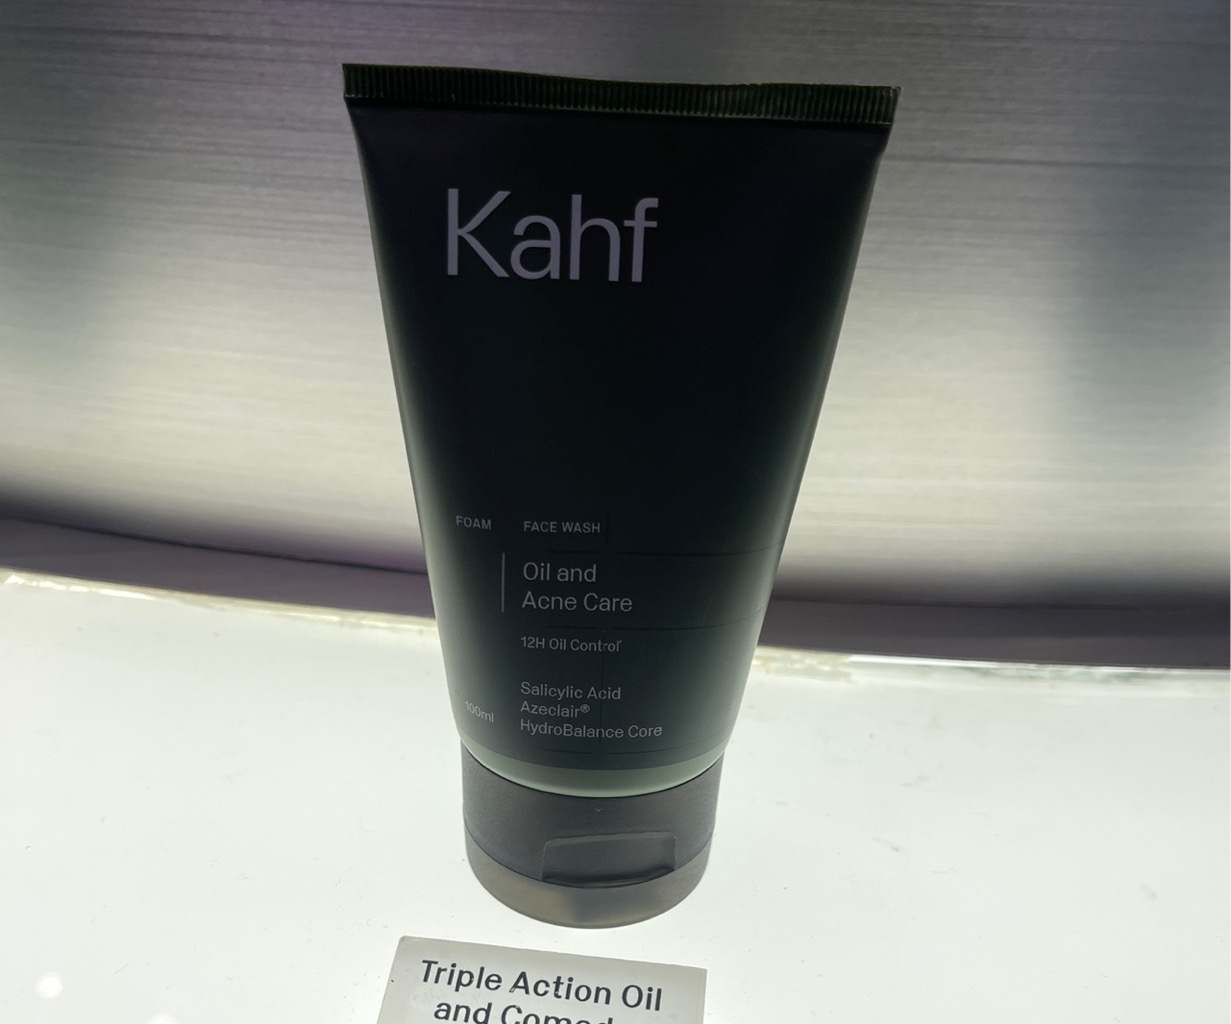 Kahf
FOAM FACE WASH
Oil and
Acne Care
12H Oil Control
Salicylic Acid
Azeclair®
HydroBalance Core
100ml
Triple Action Oil
and